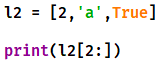 l2 = [2,'a',True]
print(l2[2:])